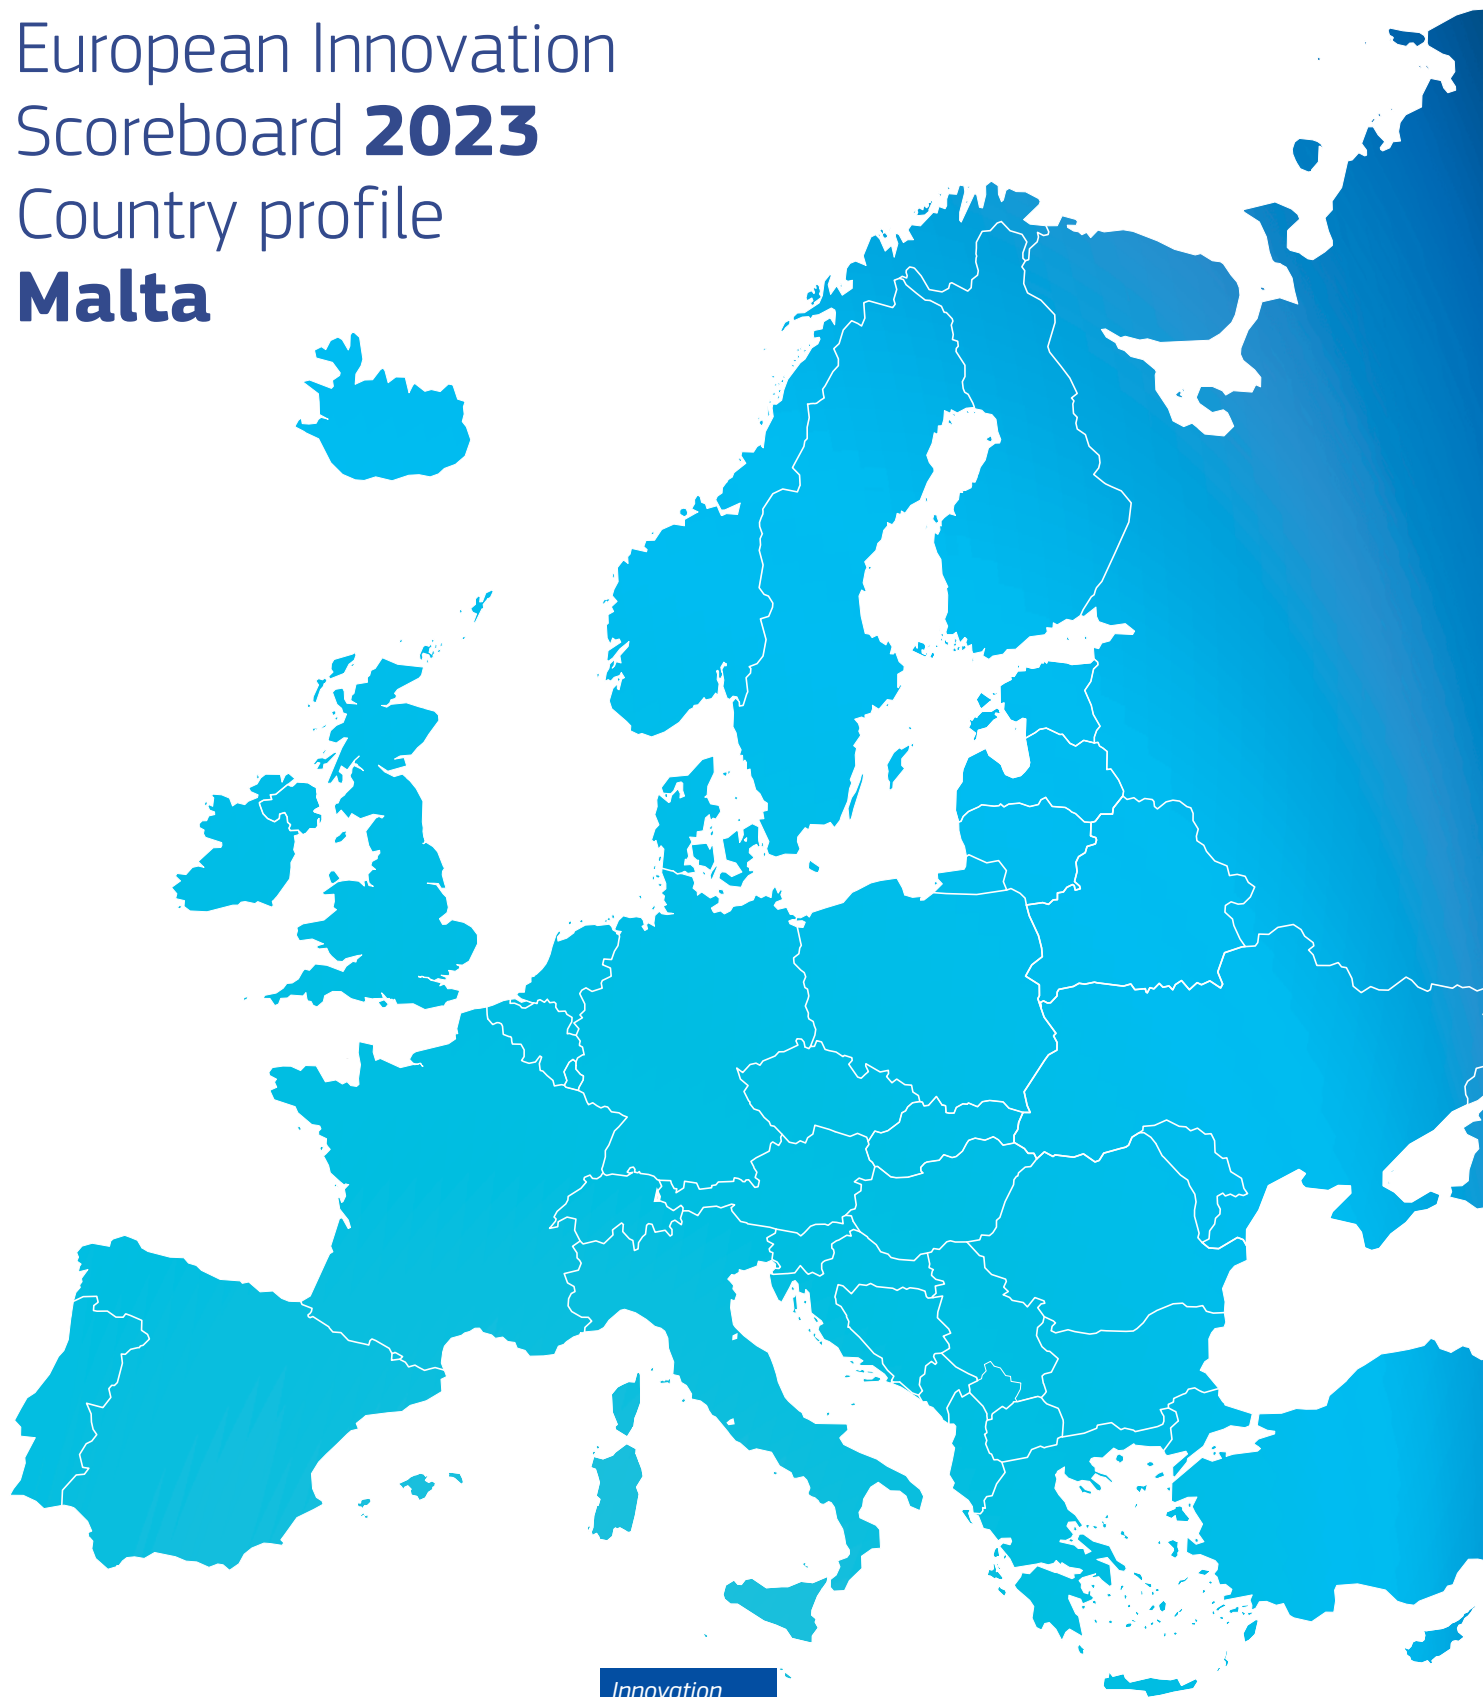 European Innovation
Scoreboard 2023
Country profile
Malta
Innovation